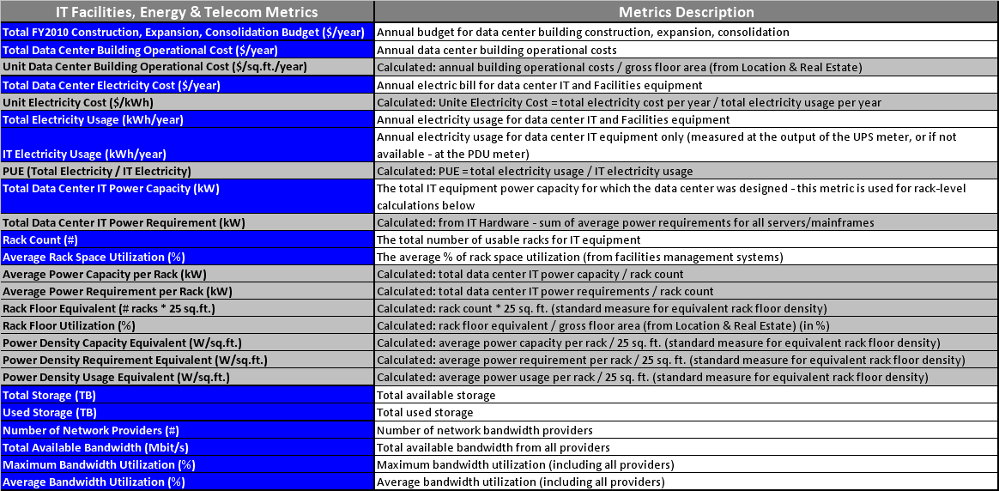 IT Facilities, Energy & Telecom Metrics Metrics Description
Total FY2010 Construction, Expansion, Consolidation Budget ($/year) Annual budget for data center building construction, expansion, consolidation
Total Data Center Building Operational Cost ($/year) Annual data center building operational costs
Unit Data Center Building Operational Cost ($/sq.ft./year) Calculated: annual building operational costs / gross floor area (from Location & Real Estate)
Total Data Center Electricity Cost ($/year) Annual electric bill for data center IT and Facilities equipment
Unit Electricity Cost ($/kWh) Calculated: Unite Electricity Cost = total electricity cost per year / total electricity usage per year
Total Electricity Usage (kWh/year) Annual electricity usage for data center IT and Facilities equipment
Annual electricity usage for data center IT equipment only (measured at the output of the UPS meter, or if not
IT Electricity Usage (kWh/year) available - at the PDU meter)
PUE (Total Electricity / IT Electricity) Calculated: PUE = total electricity usage / IT electricity usage
Total Data Center IT Power Capacity (kW) The total IT equipment power capacity for which the data center was designed - this metric is used for rack-level
calculations below
Total Data Center IT Power Requirement (kW) Calculated: from IT Hardware - sum of average power requirements for all servers/mainframes
Rack Count (#) The total number of usable racks for IT equipment
Average Rack Space Utilization (%) The average % of rack space utilization (from facilities management systems)
Average Power Capacity per Rack (kW) Calculated: total data center IT power capacity / rack count
Average Power Requirement per Rack (kW) Calculated: total data center IT power requirements / rack count
Rack Floor Equivalent (# racks * 25 sq.ft.) Calculated: rack count * 25 sq. ft. (standard measure for equivalent rack floor density)
Rack Floor Utilization (%) Calculated: rack floor equivalent / gross floor area (from Location & Real Estate) (in %)
Power Density Capacity Equivalent (W/sq.ft.) Calculated: average power capacity per rack / 25 sq. ft. (standard measure for equivalent rack floor density)
Power Density Requirement Equivalent (W/sq.ft.) Calculated: average power requirement per rack / 25 sq. ft. (standard measure for equivalent rack floor density)
Power Density Usage Equivalent (W/sq.ft.) Calculated: average power usage per rack / 25 sq. ft. (standard measure for equivalent rack floor density)
Total Storage (TB) Total available storage
Used Storage (TB) Total used storage
Number of Network Providers (#) Number of network bandwidth providers
Total Available Bandwidth (Mbit/s) Total available bandwidth from all providers
Maximum Bandwidth Utilization (%) Maximum bandwidth utilization (including all providers)
Average Bandwidth Utilization (%) Average bandwidth utilization (including all providers)